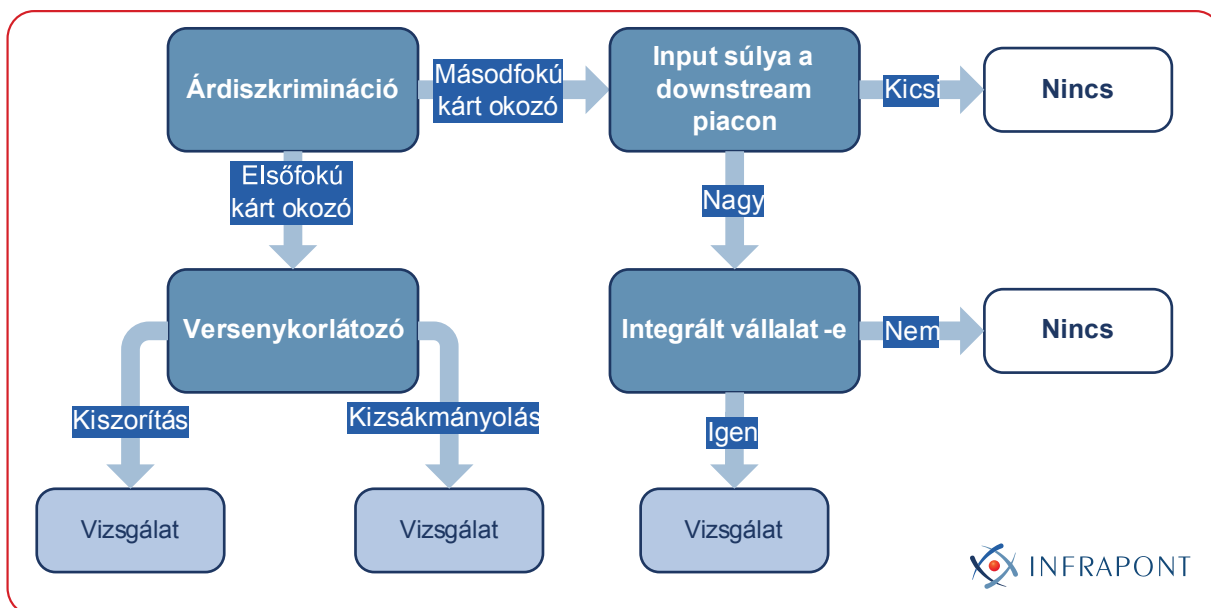 Árdiszkrimináció
Másodfokú
kárt okozó
Input súlya a
downstream
piacon
Kicsi
Nincs
Elsőfokú
kárt okozó
Nagy
Versenykorlátozó
Integrált vállalat -e
Nem
Nincs
Kiszorítás
Kizsákmányolás
Igen
Vizsgálat
Vizsgálat
Vizsgálat
INFRAPONT